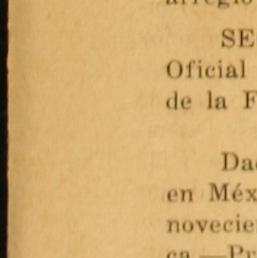 arreglo
SE
Oficial
de la F
Da
en Méx
novecie
ca.—Pr